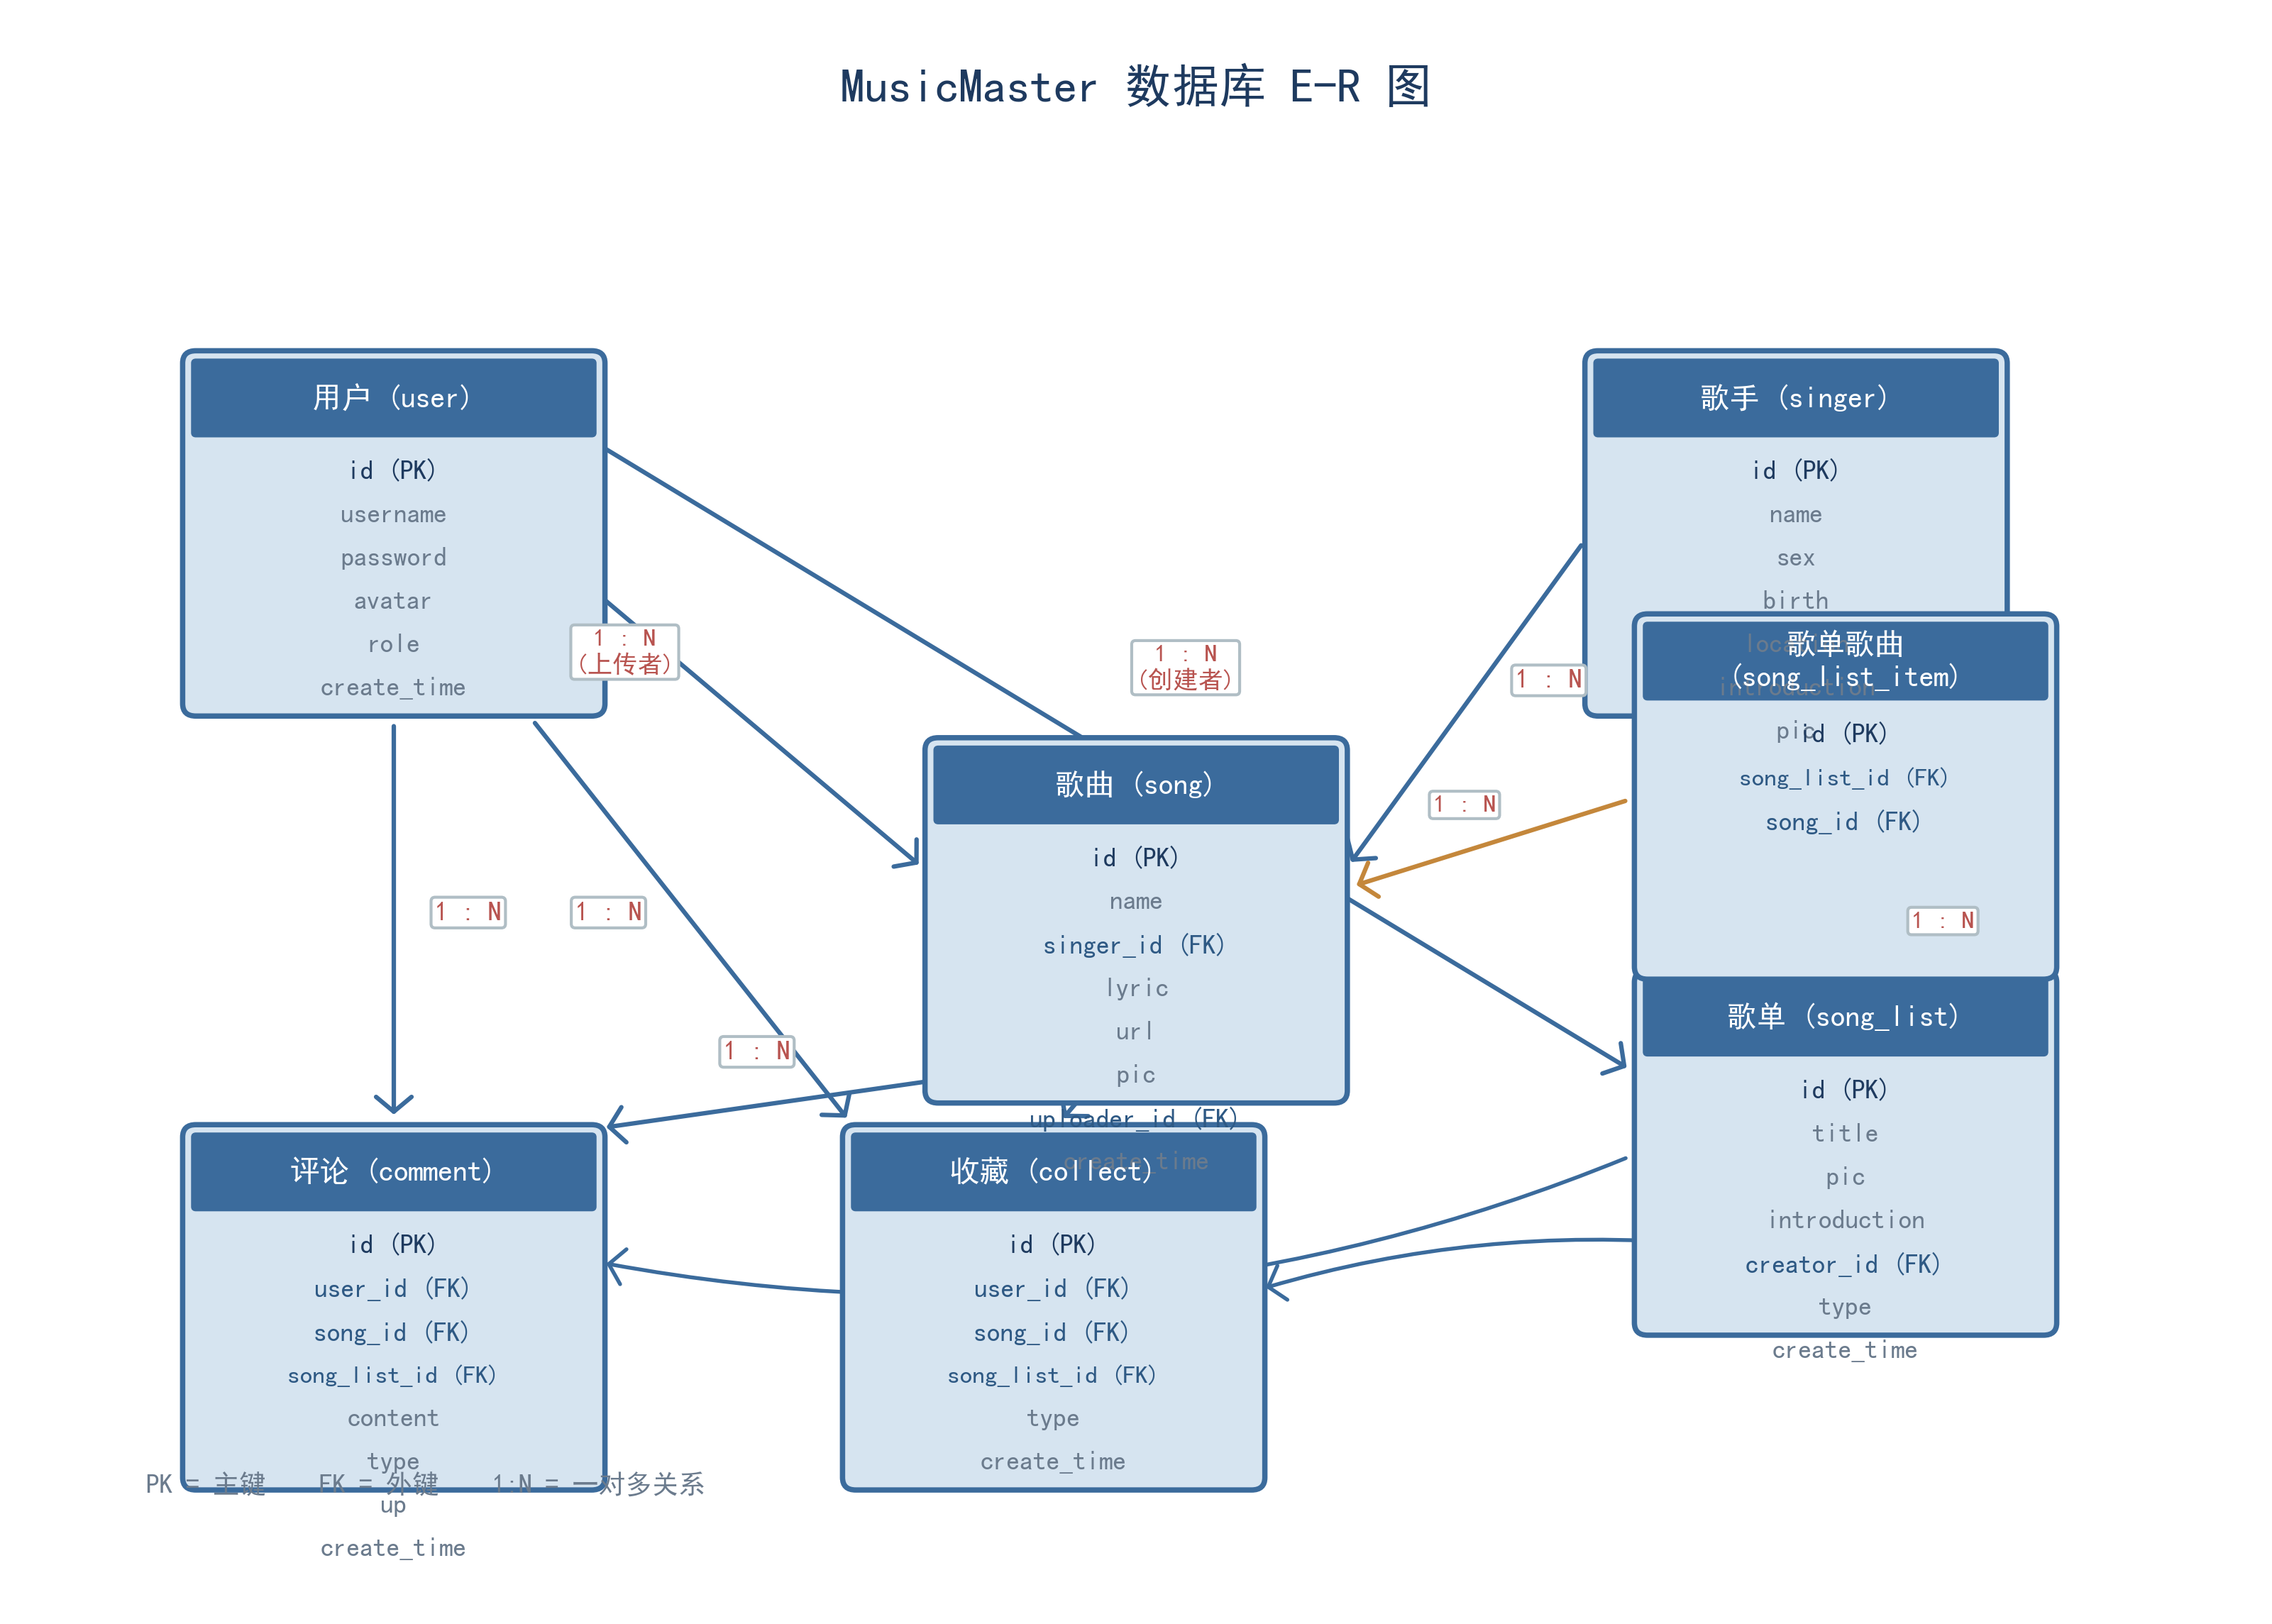 MusicMaster 数据库 E-R 图
用户 (user)
id (PK)
username
password
avatar
role
create_time
歌手 (singer)
id (PK)
name
sex
birth
introduction
pic
1 : N
(上传者)
1 : N
(创建者)
1 : N
歌单歌曲
(song_list_item)
id (PK)
song_list_id (FK)
song_id (FK)
1 : N
1 : N
歌曲 (song)
id (PK)
name
singer_id (FK)
lyric
url
pic
uploader_id (FK)
create_time
1 : N
1 : N
1 : N
歌单 (song_list)
id (PK)
title
pic
introduction
creator_id (FK)
type
create_time
评论 (comment)
id (PK)
user_id (FK)
song_id (FK)
song_list_id (FK)
content
type
up
create_time
收藏 (collect)
id (PK)
user_id (FK)
song_id (FK)
song_list_id (FK)
type
create_time
PK = 主键 FK = 外键 1:N = 一对多关系